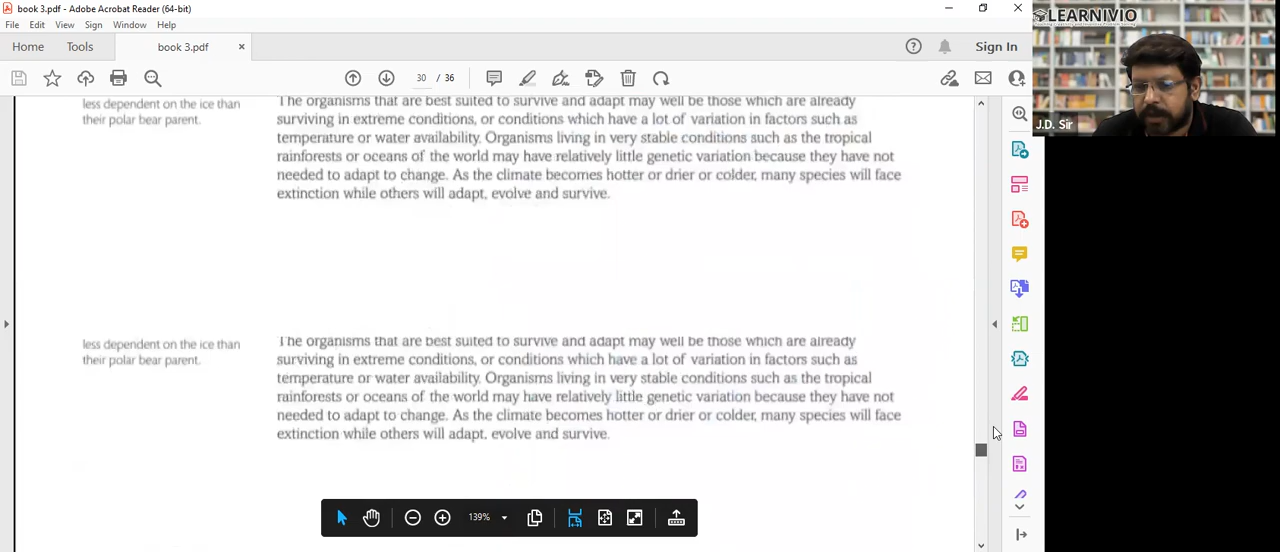 book 3.pdf - Adobe Acrobat Reader (64-bit)
File Edit View Sign Window Help
Home Tools book 3.pdf × Sign In
30 / 36
less dependent on the ice than
their polar bear parent.
The organisms that are best suited to survive and adapt may well be those which are already
surviving in extreme conditions, or conditions which have a lot of variation in factors such as
temperature or water availability. Organisms living in very stable conditions such as the tropical
rainforests or oceans of the world may have relatively little genetic variation because they have not
needed to adapt to change. As the climate becomes hotter or drier or colder, many species will face
extinction while others will adapt, evolve and survive.
less dependent on the ice than
their polar bear parent.
The organisms that are best suited to survive and adapt may well be those which are already
surviving in extreme conditions, or conditions which have a lot of variation in factors such as
temperature or water availability. Organisms living in very stable conditions such as the tropical
rainforests or oceans of the world may have relatively little genetic variation because they have not
needed to adapt to change. As the climate becomes hotter or drier or colder, many species will face
extinction while others will adapt, evolve and survive.
139%
LEARNIVIO
J.D. Sir